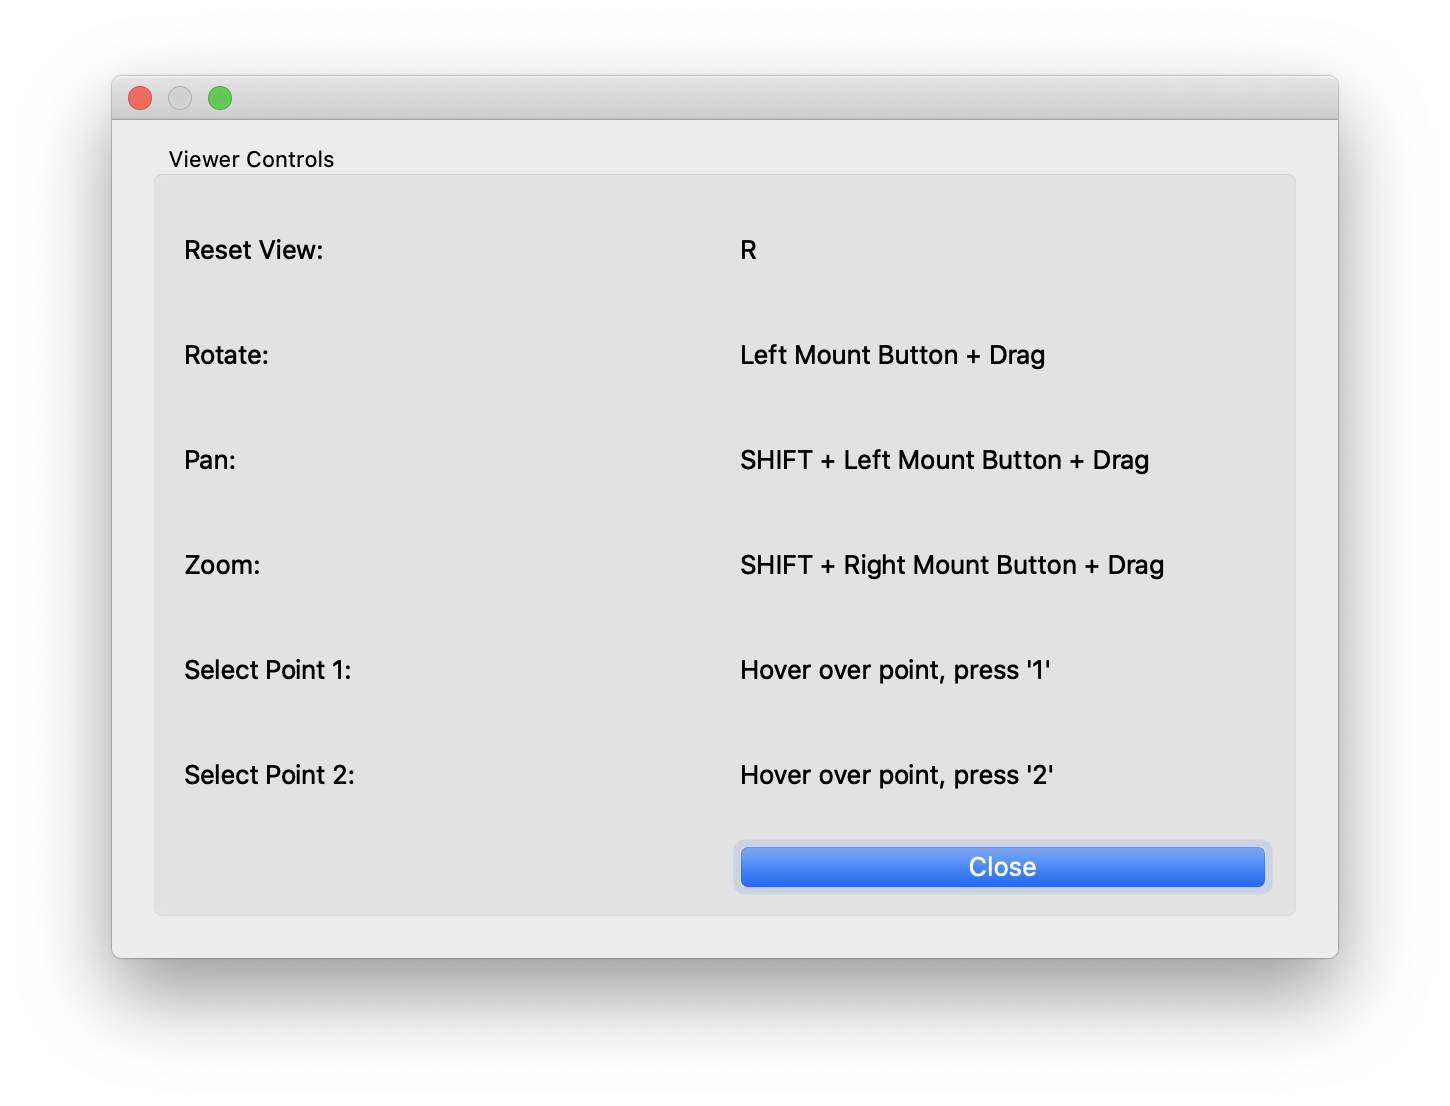 Viewer Controls
Reset View: R
Rotate: Left Mount Button + Drag
Pan: SHIFT + Left Mount Button + Drag
Zoom: SHIFT + Right Mount Button + Drag
Select Point 1: Hover over point, press '1'
Select Point 2: Hover over point, press '2'
Close